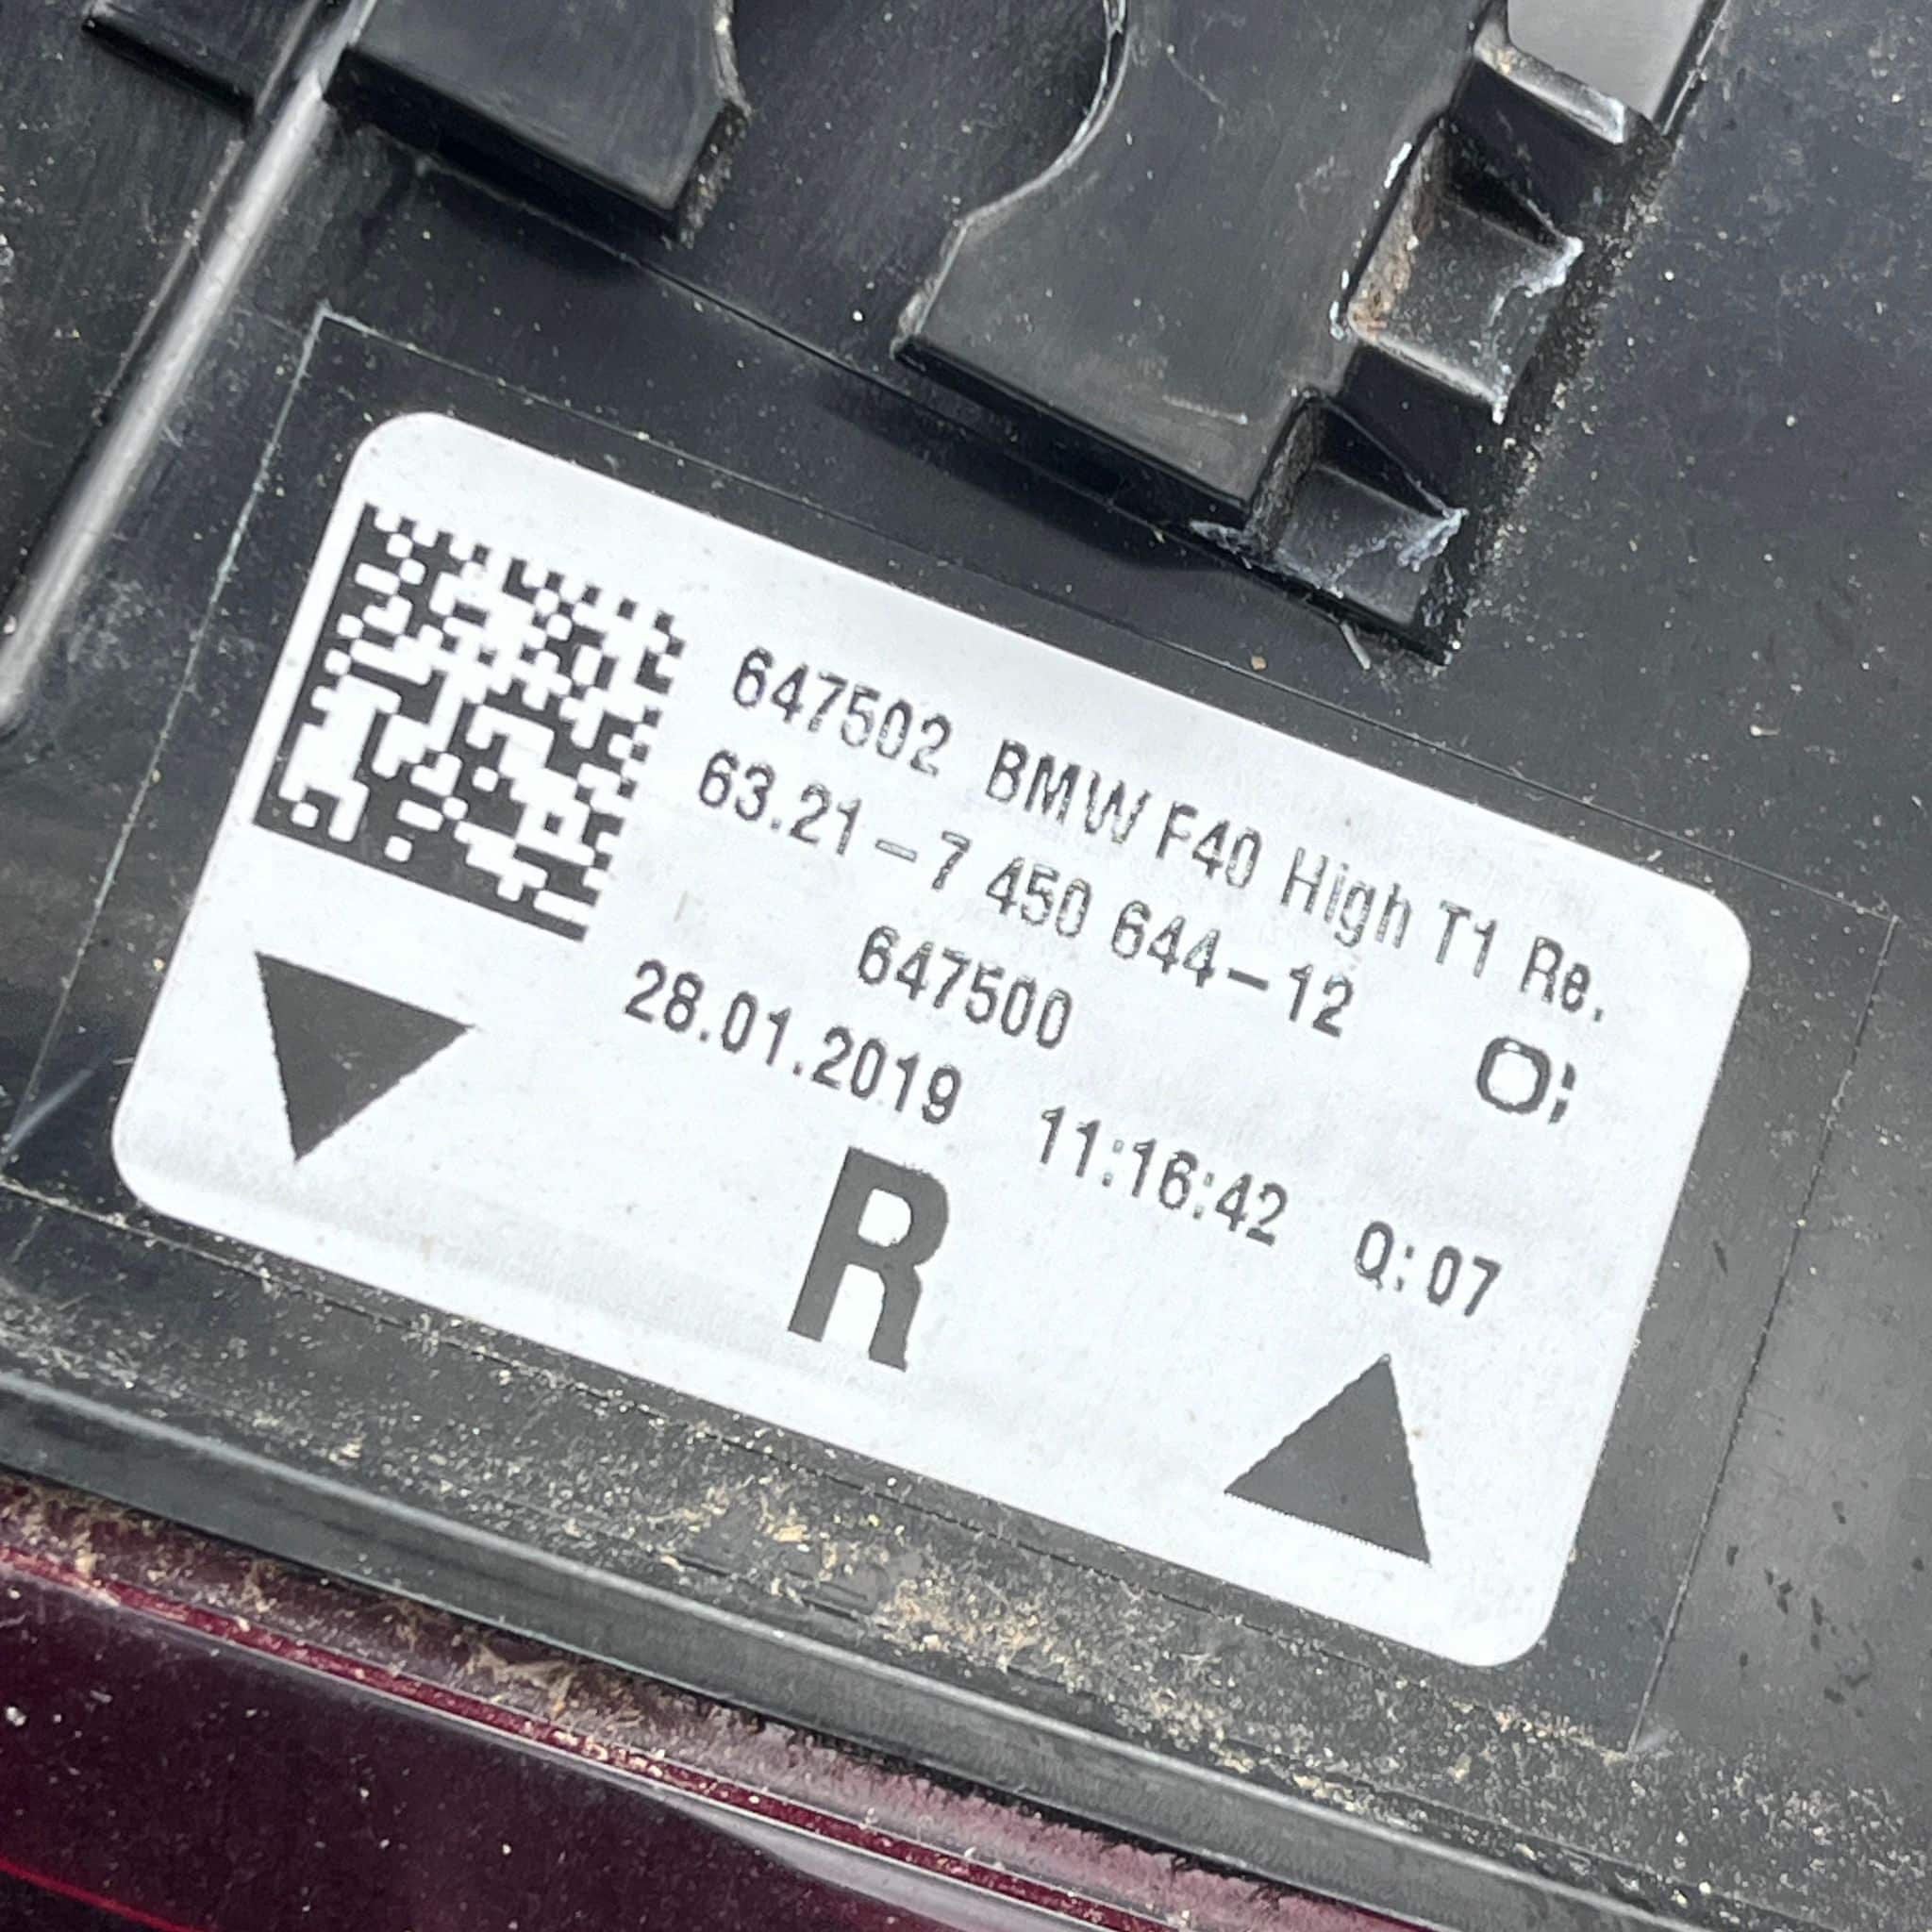 647502 BMW F40 High T1 Re.
63.21-7 450 644-12
647500 O;
28.01.2019 11:16:42 Q:07
R